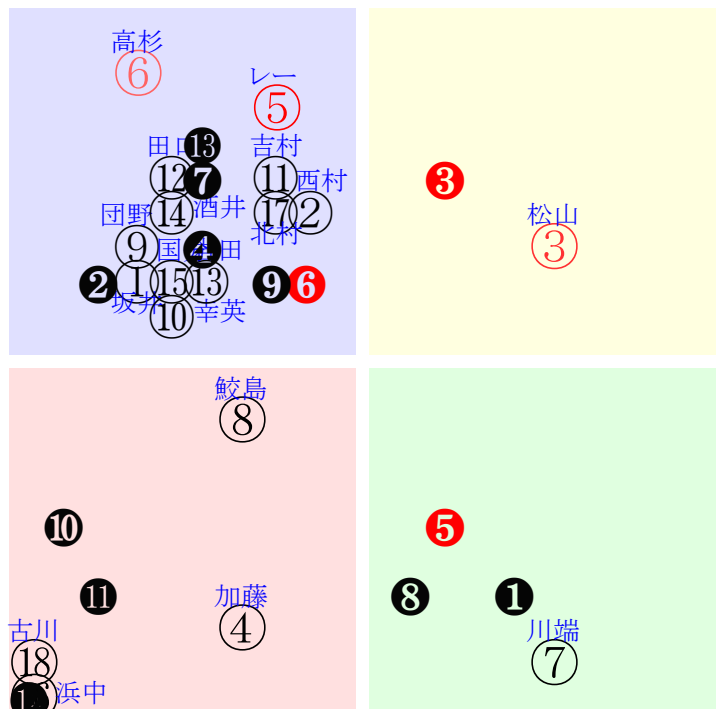 高杉
⑥
レー
⑤
田口
⓭
吉村
⑫
❼
⑪
西村
団野
⑭
酒井
⑰
②
北村
⑨
国
❹
田
❷
①
⑮
⑬
❾
❻
坂井
⑩
幸英
❸
松山
③
鮫島
⑧
❿
⓫
加藤
④
古川
⑱
浜中
❺
❽
❶
川端
⑦